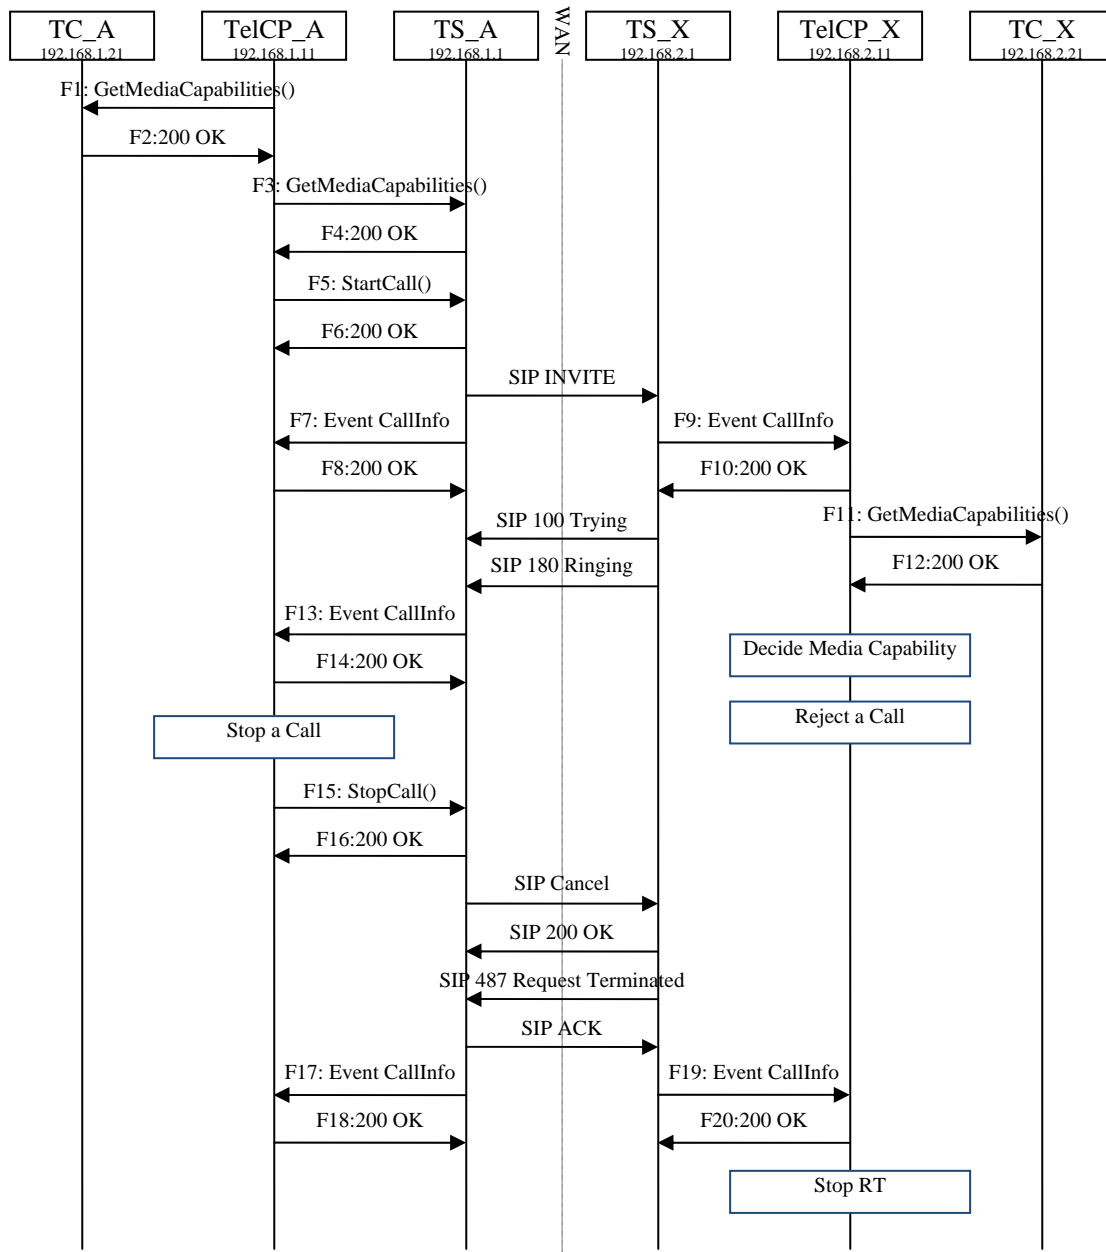 TC_A
192.168.1.21
TelCP_A
192.168.1.11
TS_A
192.168.1.1
WAN
TS_X
192.168.2.1
TelCP_X
192.168.2.11
TC_X
192.168.2.21
F1: GetMediaCapabilities()
F2:200 OK
F3: GetMediaCapabilities()
F4:200 OK
F5: StartCall()
F6:200 OK
SIP INVITE
F7: Event CallInfo
F9: Event CallInfo
F8:200 OK
F10:200 OK
SIP 100 Trying
F11: GetMediaCapabilities()
SIP 180 Ringing
F12:200 OK
F13: Event CallInfo
Decide Media Capability
F14:200 OK
Stop a Call
Reject a Call
F15: StopCall()
F16:200 OK
SIP Cancel
SIP 200 OK
SIP 487 Request Terminated
SIP ACK
F17: Event CallInfo
F19: Event CallInfo
F18:200 OK
F20:200 OK
Stop RT